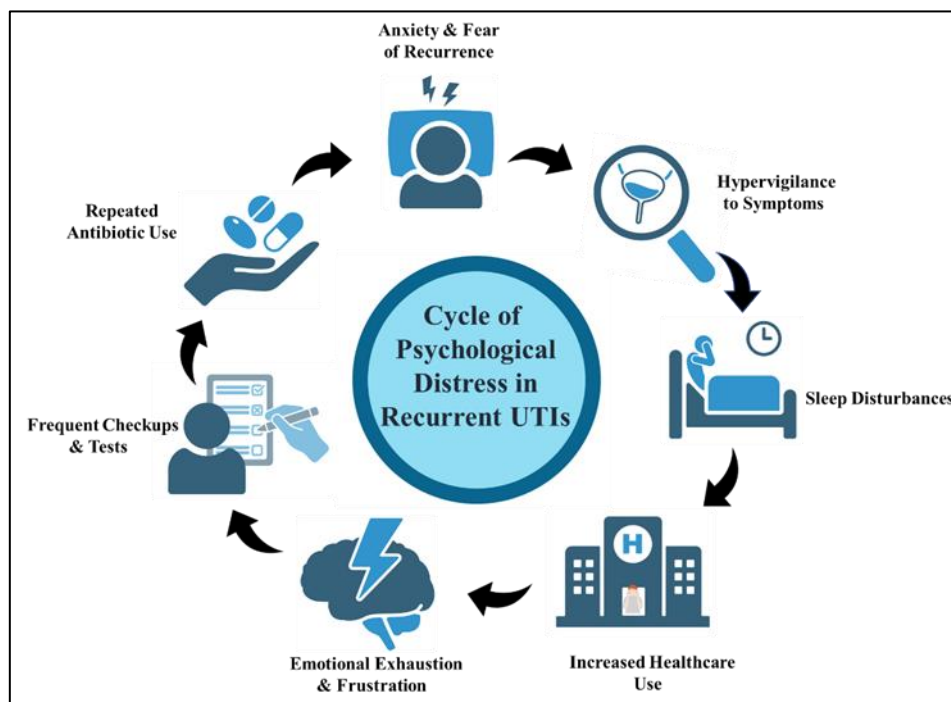 Anxiety & Fear
of Recurrence
Hypervigilance
to Symptoms
Sleep Disturbances
H
Increased Healthcare
Use
Emotional Exhaustion
& Frustration
Frequent Checkups
& Tests
Repeated
Antibiotic Use
Cycle of
Psychological
Distress in
Recurrent UTIs